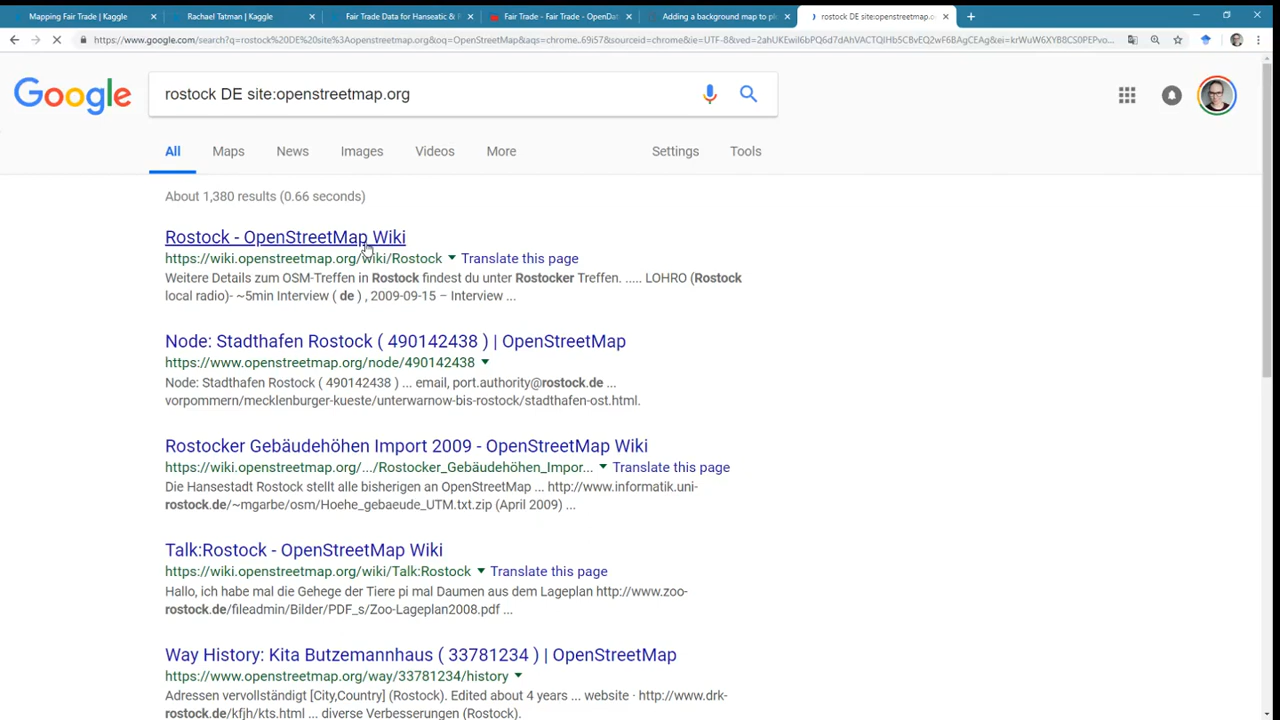 Mapping Fair Trade | Kaggle
Rachael Tatman | Kaggle
Fair Trade Data for Hanseatic &
Fair Trade - Fair Trade - OpenDat
Adding a background map to pl
rostock DE site:openstreetmap.o
https://www.google.com/search?q=rostock%20DE%20site%3Aopenstreetmap.org&oq=OpenStreetMap&aqs=chrome..69i57&sourceid=chrome&ie=UTF-8&ved=
Google
rostock DE site:openstreetmap.org
All
Maps
News
Images
Videos
More
Settings
Tools
About 1,380 results (0.66 seconds)
Rostock - OpenStreetMap Wiki
https://wiki.openstreetmap.org/wiki/Rostock ▼ Translate this page
Weitere Details zum OSM-Treffen in Rostock findest du unter Rostocker Treffen. ..... LOHRO (Rostock
local radio)- ~5min Interview ( de ) , 2009-09-15 – Interview ...
Node: Stadthafen Rostock ( 490142438 ) | OpenStreetMap
https://www.openstreetmap.org/node/490142438 ▼
Node: Stadthafen Rostock ( 490142438 ) ... email, port.authority@rostock.de ...
vorpommern/mecklenburger-kueste/unterwarnow-bis-rostock/stadthafen-ost.html.
Rostocker Gebäudehöhen Import 2009 - OpenStreetMap Wiki
https://wiki.openstreetmap.org/.../Rostocker_Gebäudehöhen_Impor... ▼ Translate this page
Die Hansestadt Rostock stellt alle bisherigen an OpenStreetMap ... http://www.informatik.uni-
rostock.de/~mgarbe/osm/Hoehe_gebaeude_UTM.txt.zip (April 2009) ...
Talk:Rostock - OpenStreetMap Wiki
https://wiki.openstreetmap.org/wiki/Talk:Rostock ▼ Translate this page
Hallo, ich habe mal die Gehege der Tiere pi mal Daumen aus dem Lageplan http://www.zoo-
rostock.de/fileadmin/Bilder/PDF_s/Zoo-Lageplan2008.pdf ...
Way History: Kita Butzemannhaus ( 33781234 ) | OpenStreetMap
https://www.openstreetmap.org/way/33781234/history ▼
Adressen vervollständigt [City,Country] (Rostock). Edited about 4 years ... website · http://www.drk-
rostock.de/kfjh/kts.html ... diverse Verbesserungen (Rostock).